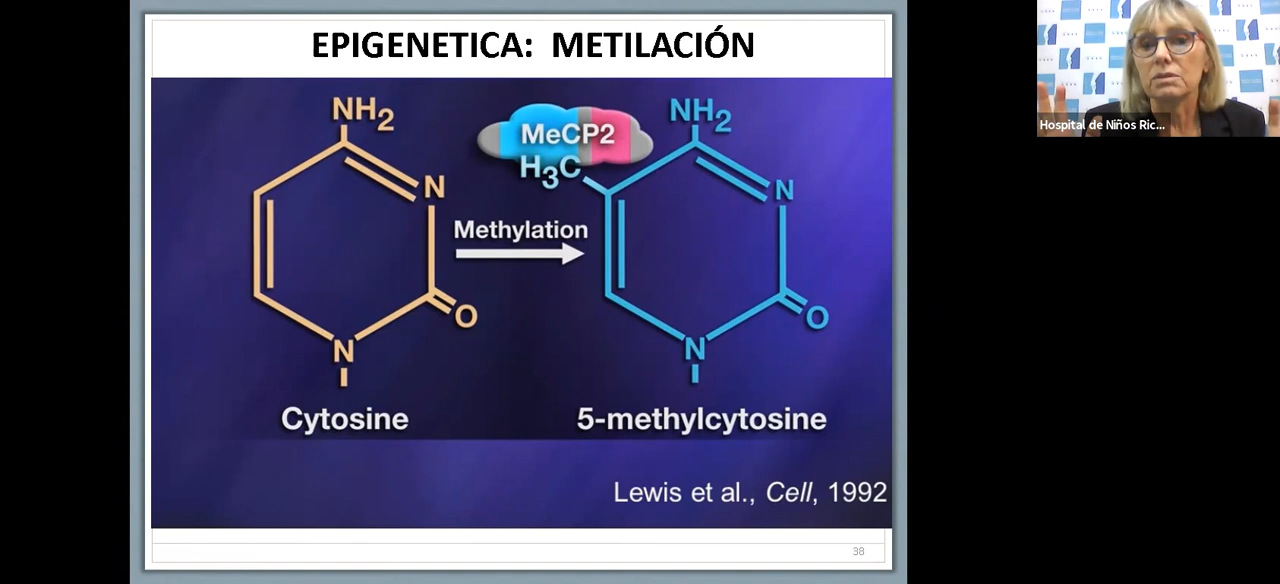 EPIGENETICA: METILACIÓN
NH2
N
N
O
Cytosine
Methylation
MeCP2
H3C
NH2
N
N
O
5-methylcytosine
Lewis et al., Cell, 1992
38
Hospital de Niños Ric...